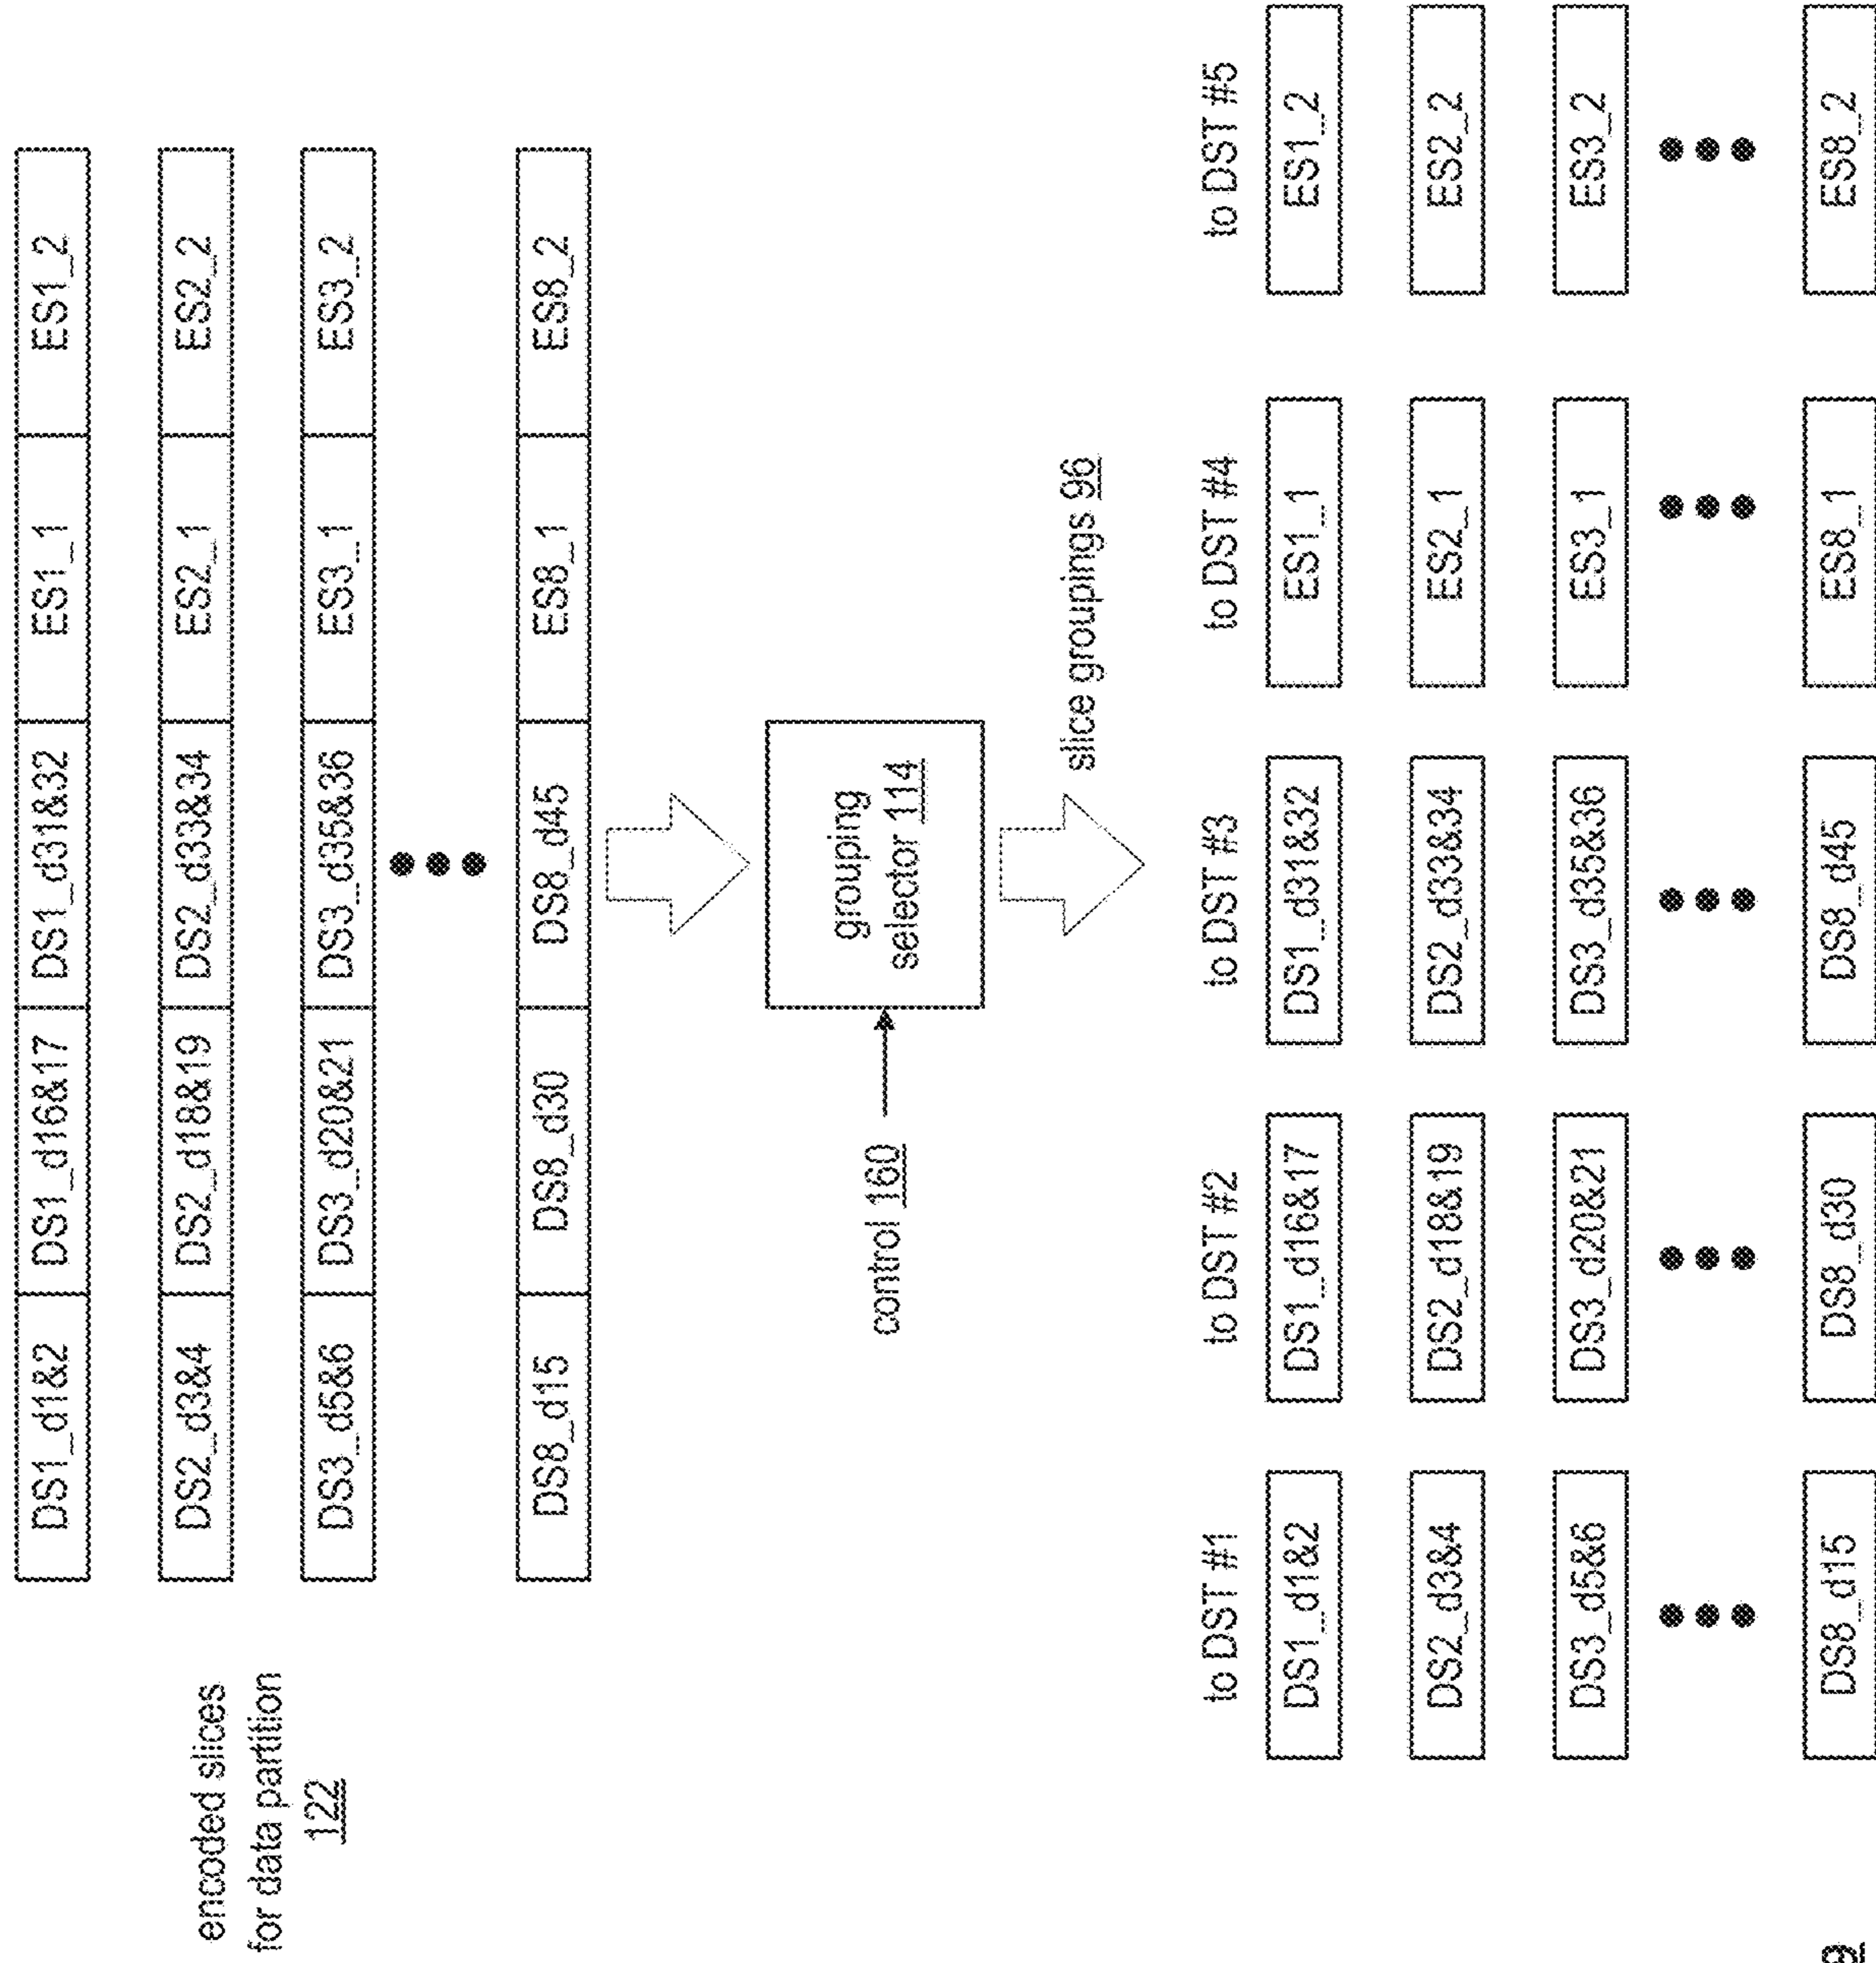 encoded slices
for data partition
122
DS1_d1&2 DS1_d16&17 DS1_d31&32 ES1_1 ES1_2
DS2_d3&4 DS2_d18&19 DS2_d33&34 ES2_1 ES2_2
DS3_d5&6 DS3_d20&21 DS3_d35&36 ES3_1 ES3_2
DS8_d15 DS8_d30 DS8_d45 ES8_1 ES8_2
control 160
grouping
selector 114
slice groupings 96
to DST #1 to DST #2 to DST #3 to DST #4 to DST #5
DS1_d1&2 DS1_d16&17 DS1_d31&32 ES1_1 ES1_2
DS2_d3&4 DS2_d18&19 DS2_d33&34 ES2_1 ES2_2
DS3_d5&6 DS3_d20&21 DS3_d35&36 ES3_1 ES3_2
DS8_d15 DS8_d30 DS8_d45 ES8_1 ES8_2